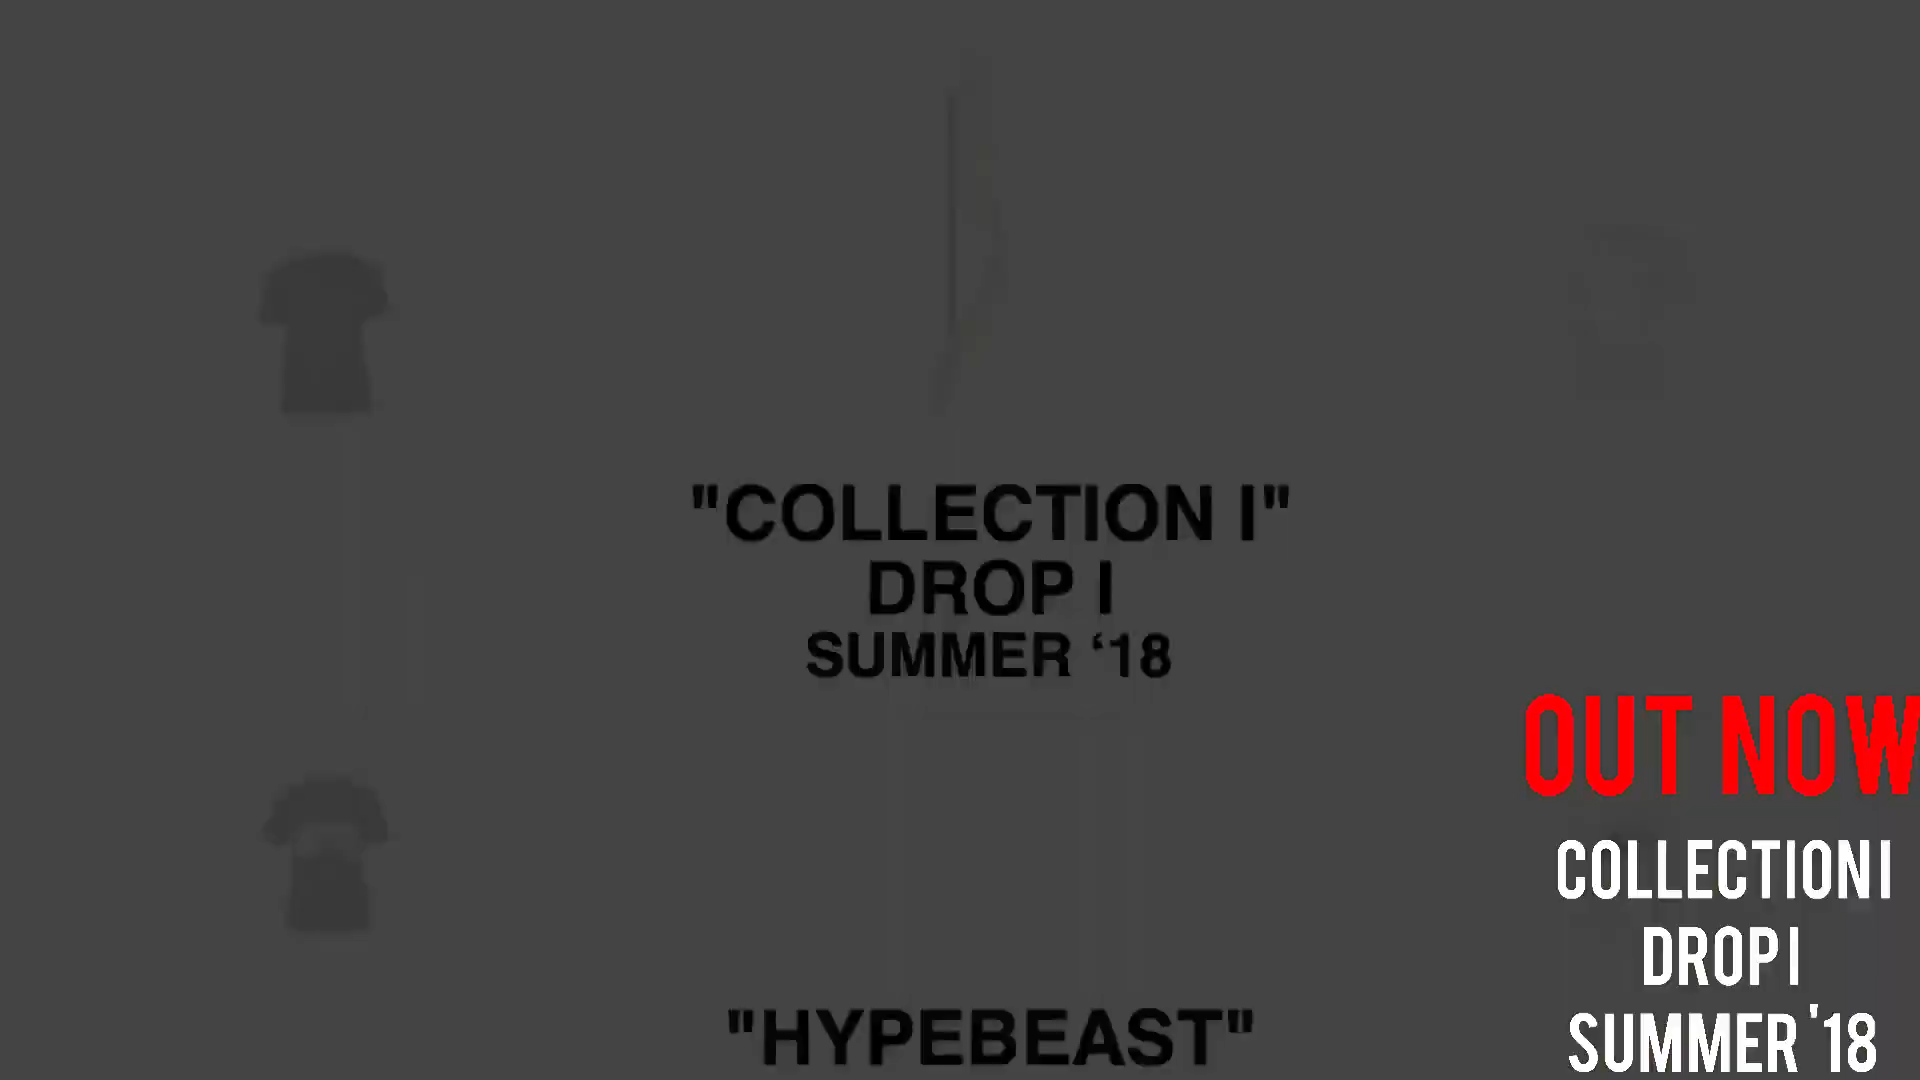 "COLLECTION I"
DROP I
SUMMER ‘18
"HYPEBEAST"
OUT NOW
COLLECTION I
DROP I
SUMMER '18